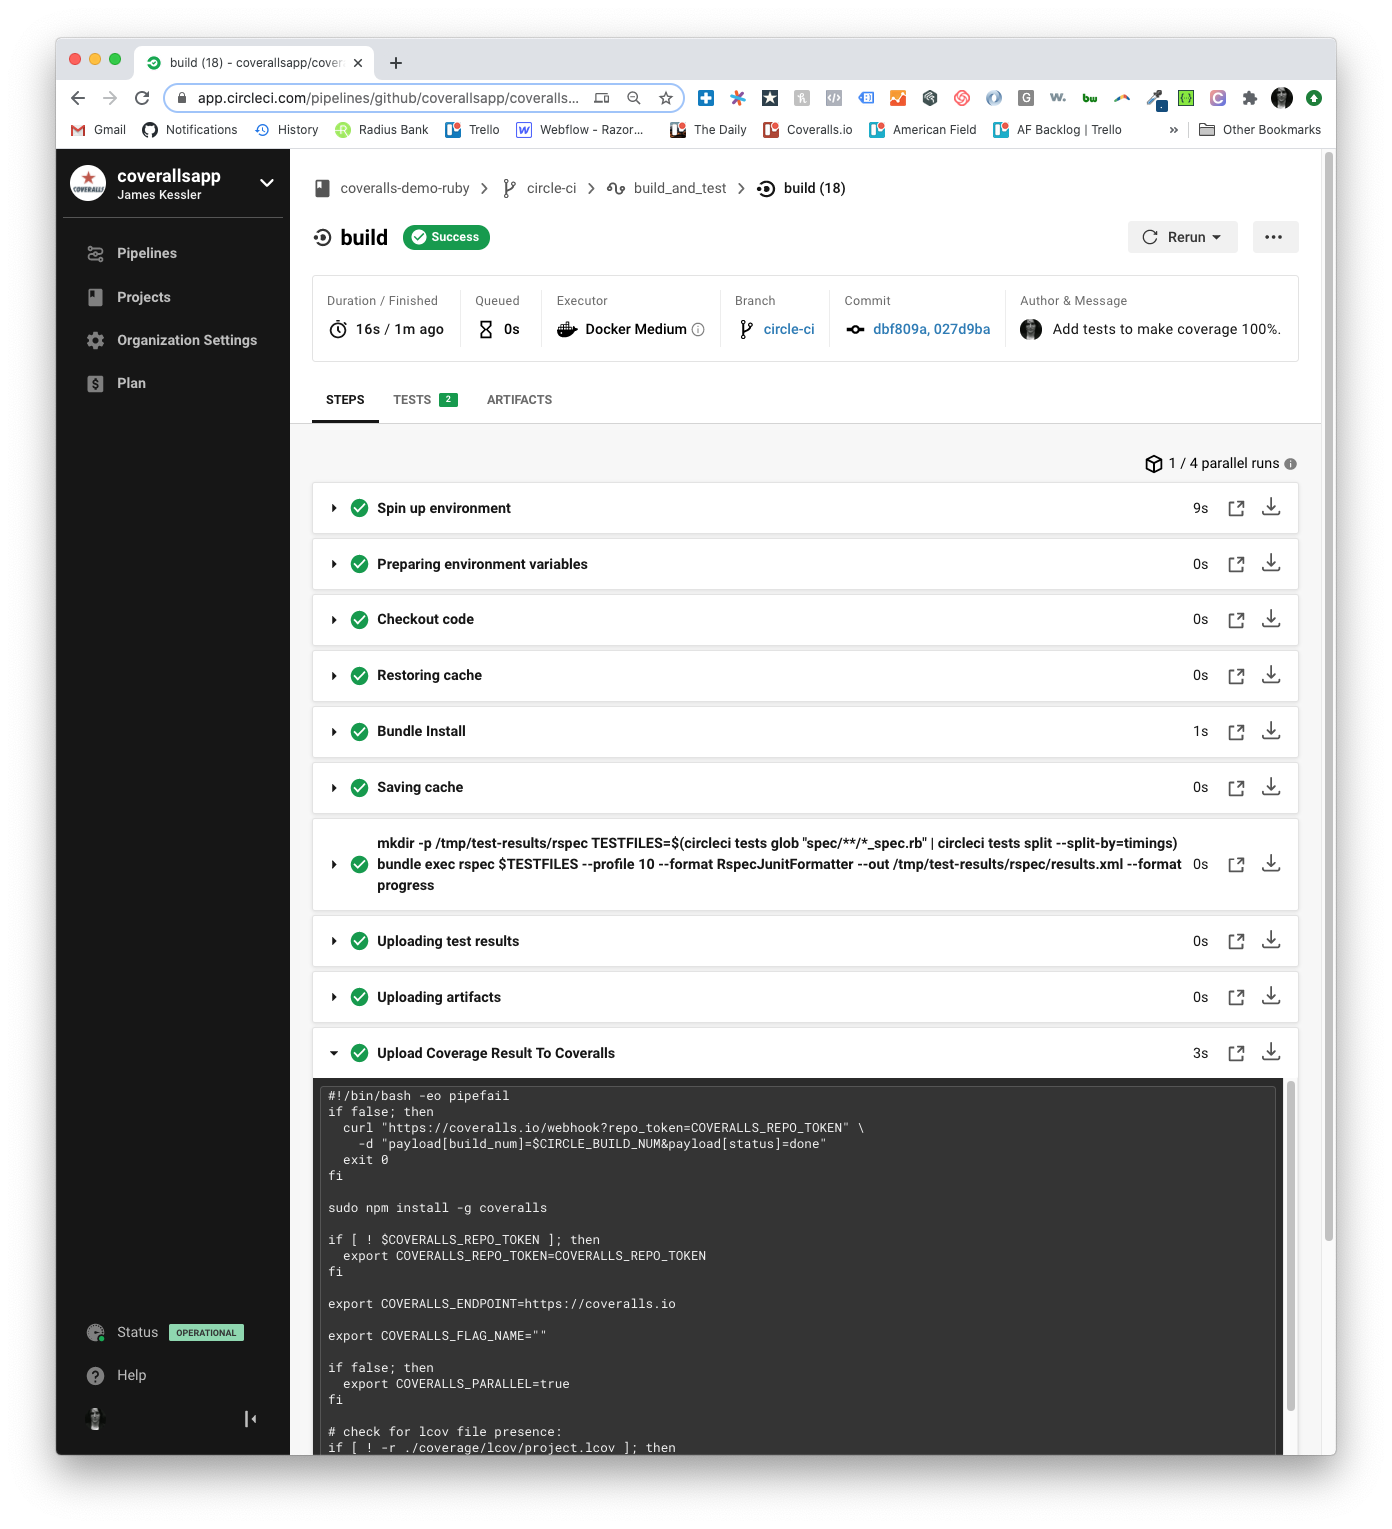 build (18) - coverallsapp/cover
app.circleci.com/pipelines/github/coverallsapp/coveralls...
Gmail Notifications History Radius Bank Trello Webflow - Razor... The Daily Coveralls.io American Field AF Backlog | Trello » Other Bookmarks
coverallsapp
James Kessler
Pipelines
Projects
Organization Settings
Plan
Status OPERATIONAL
Help
coveralls-demo-ruby circle-ci build_and_test build (18)
build Success Rerun
Duration / Finished Queued Executor Branch Commit Author & Message
16s / 1m ago 0s Docker Medium circle-ci dbf809a, 027d9ba Add tests to make coverage 100%.
STEPS TESTS 2 ARTIFACTS
1 / 4 parallel runs
Spin up environment 9s
Preparing environment variables 0s
Checkout code 0s
Restoring cache 0s
Bundle Install 1s
Saving cache 0s
mkdir -p /tmp/test-results/rspec TESTFILES=$(circleci tests glob "spec/**/*_spec.rb" | circleci tests split --split-by=timings)
bundle exec rspec $TESTFILES --profile 10 --format RspecJunitFormatter --out /tmp/test-results/rspec/results.xml --format 0s
progress
Uploading test results 0s
Uploading artifacts 0s
Upload Coverage Result To Coveralls 3s
#!/bin/bash -eo pipefail
if false; then
  curl "https://coveralls.io/webhook?repo_token=COVERALLS_REPO_TOKEN" \
    -d "payload[build_num]=$CIRCLE_BUILD_NUM&payload[status]=done"
  exit 0
fi
sudo npm install -g coveralls
if [ ! $COVERALLS_REPO_TOKEN ]; then
  export COVERALLS_REPO_TOKEN=COVERALLS_REPO_TOKEN
fi
export COVERALLS_ENDPOINT=https://coveralls.io
export COVERALLS_FLAG_NAME=""
if false; then
  export COVERALLS_PARALLEL=true
fi
# check for lcov file presence:
if [ ! -r ./coverage/lcov/project.lcov ]; then